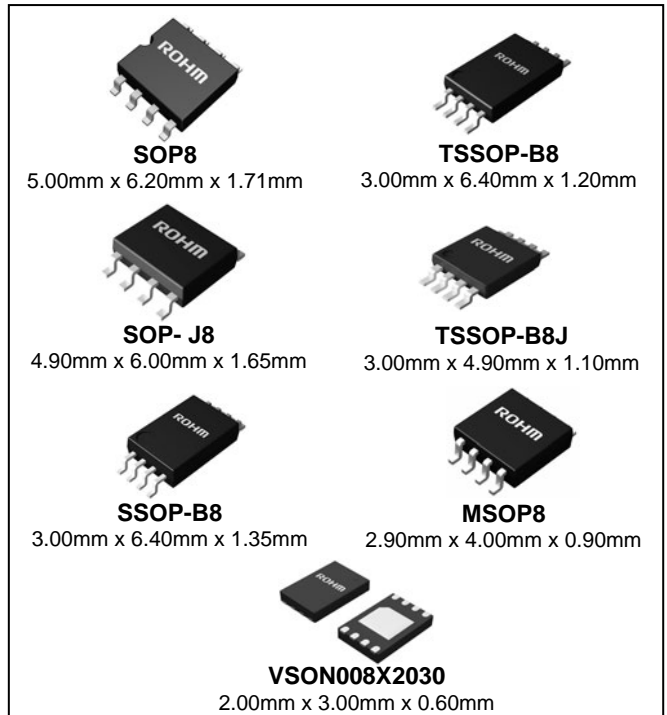 ROHM
ROHM
SOP8
TSSOP-B8
5.00mm x 6.20mm x 1.71mm
3.00mm x 6.40mm x 1.20mm
ROHM
ROHM
SOP- J8
TSSOP-B8J
4.90mm x 6.00mm x 1.65mm
3.00mm x 4.90mm x 1.10mm
ROHM
ROHM
SSOP-B8
MSOP8
3.00mm x 6.40mm x 1.35mm
2.90mm x 4.00mm x 0.90mm
ROHM
VSON008X2030
2.00mm x 3.00mm x 0.60mm